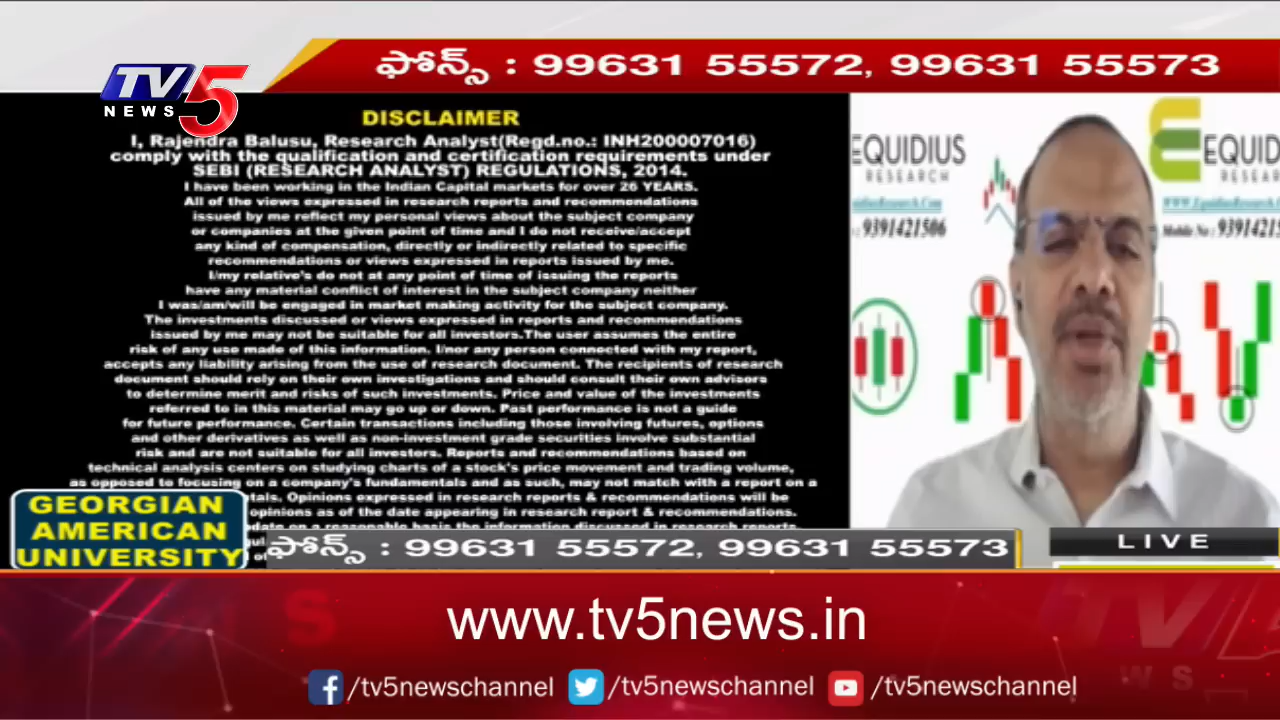 ఫోన్స్ : 99631 55572, 99631 55573
TV5
NEWS
DISCLAIMER
I, Rajendra Balusu, Research Analyst(Regd.no.: INH200007016)
comply with the qualification and certification requirements under
SEBI (RESEARCH ANALYST) REGULATIONS, 2014.
I have been working in the Indian Capital markets for over 26 YEARS.
All of the views expressed in research reports and recommendations
issued by me reflect my personal views about the subject company
or companies at the given point of time and I do not receive/accept
any kind of compensation, directly or indirectly related to specific
recommendations or views expressed in reports issued by me.
I/my relative's do not at any point of time of issuing the reports
have any material conflict of interest in the subject company neither
I was/am/will be engaged in market making activity for the subject company.
The investments discussed or views expressed in reports and recommendations
issued by me may not be suitable for all investors.The user assumes the entire
risk of any use made of this information. I/nor any person connected with my report,
accepts any liability arising from the use of research document. The recipients of research
document should rely on their own investigations and should consult their own advisors
to determine merit and risks of such investments. Price and value of the investments
referred to in this material may go up or down. Past performance is not a guide
for future performance. Certain transactions including those involving futures, options
and other derivatives as well as non-investment grade securities involve substantial
risk and are not suitable for all investors. Reports and recommendations based on
technical analysis centers on studying charts of a stock's price movement and trading volume,
as opposed to focusing on a company's fundamentals and as such, may not match with a report on a
Opinions expressed in research reports & recommendations will be
opinions as of the date appearing in research report & recommendations.
on a reasonable basis the information discussed in research reports
EQUIDIUS
RESEARCH
9391421506
EQUIDIUS
Mobile No :
GEORGIAN
AMERICAN
UNIVERSITY
ఫోన్స్ : 99631 55572, 99631 55573
LIVE
www.tv5news.in
/tv5newschannel
/tv5newschannel
/tv5newschannel